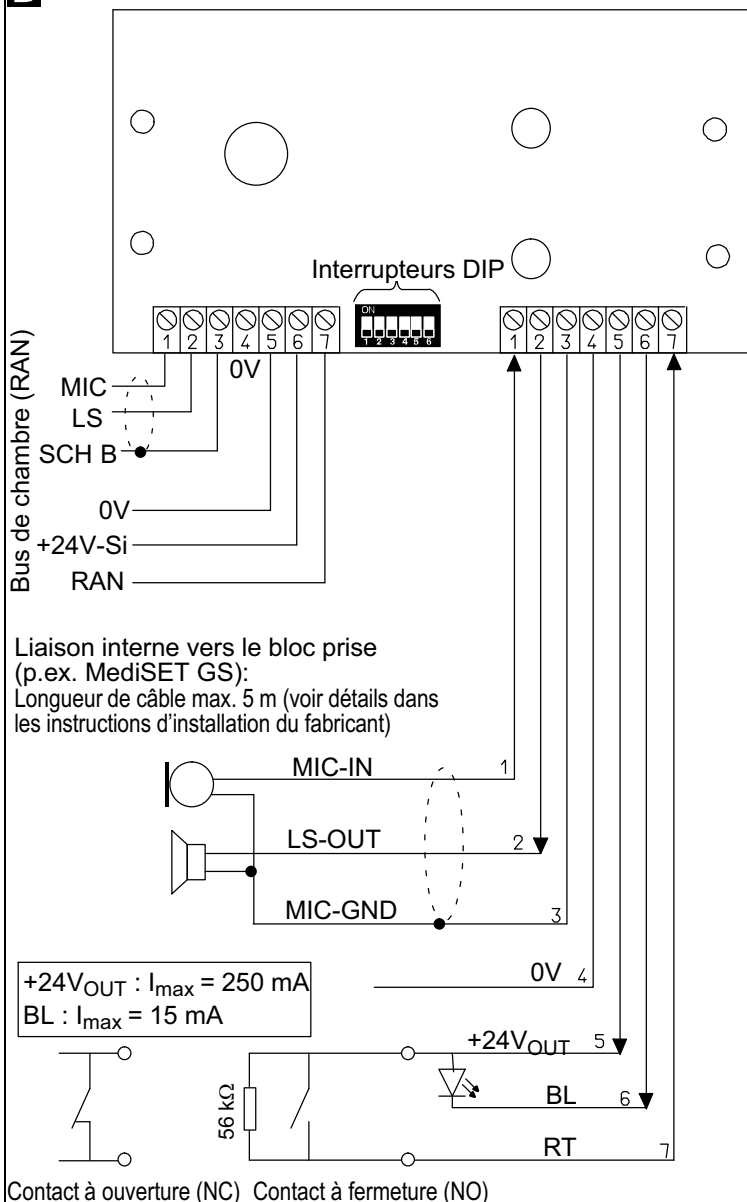 Interrupteurs DIP
ON
1 2 3 4 5 6
1 2 3 4 5 6 7
1 2 3 4 5 6 7
0V
Bus de chambre (RAN)
MIC
LS
SCH B
0V
+24V-Si
RAN
Liaison interne vers le bloc prise
(p.ex. MediSET GS):
Longueur de câble max. 5 m (voir détails dans
les instructions d'installation du fabricant)
MIC-IN 1
LS-OUT 2
MIC-GND 3
0V 4
+24VOUT : Imax = 250 mA
BL : Imax = 15 mA
+24VOUT 5
BL 6
56 kΩ
RT 7
Contact à ouverture (NC) Contact à fermeture (NO)